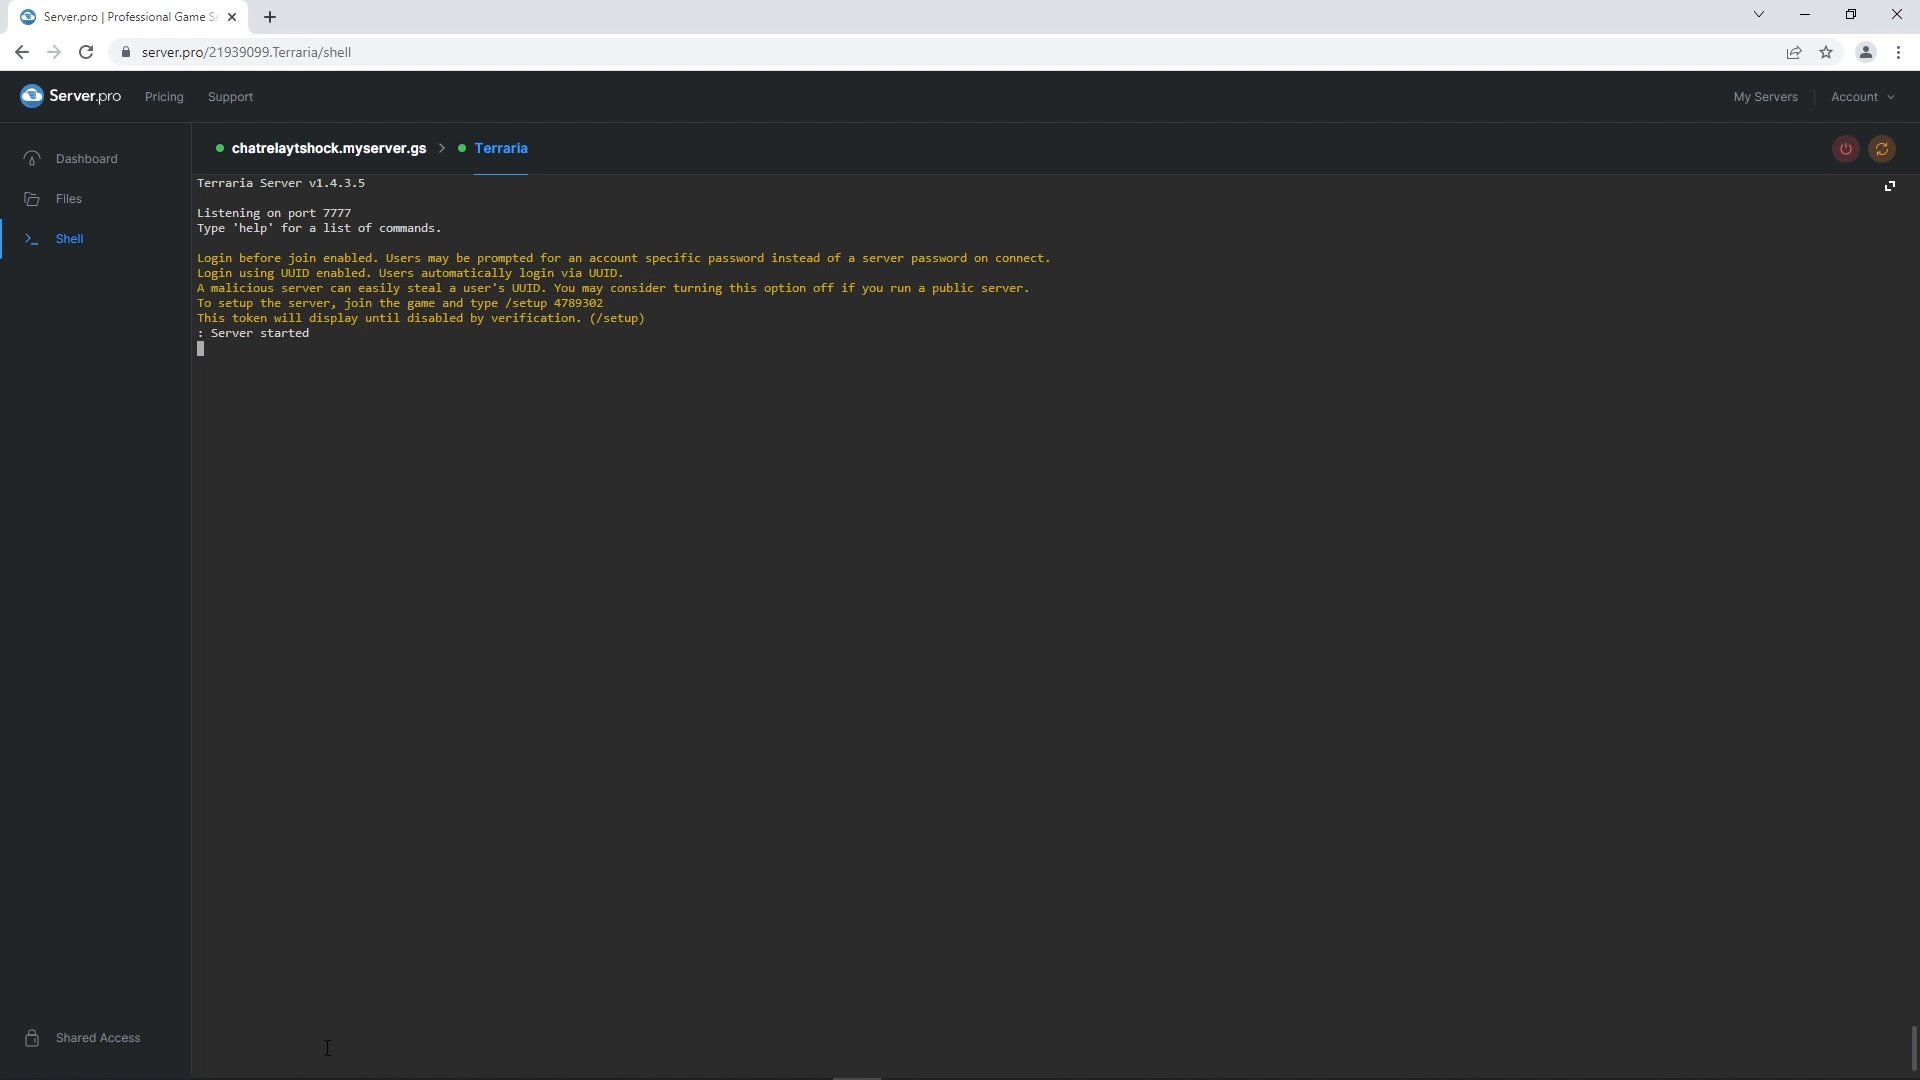 Server.pro | Professional Game S
server.pro/21939099.Terraria/shell
Server.pro
Pricing
Support
My Servers
Account
Dashboard
Files
Shell
Shared Access
chatrelaytshock.myserver.gs > Terraria
Terraria Server v1.4.3.5
Listening on port 7777
Type 'help' for a list of commands.
Login before join enabled. Users may be prompted for an account specific password instead of a server password on connect.
Login using UUID enabled. Users automatically login via UUID.
A malicious server can easily steal a user's UUID. You may consider turning this option off if you run a public server.
To setup the server, join the game and type /setup 4789302
This token will display until disabled by verification. (/setup)
: Server started